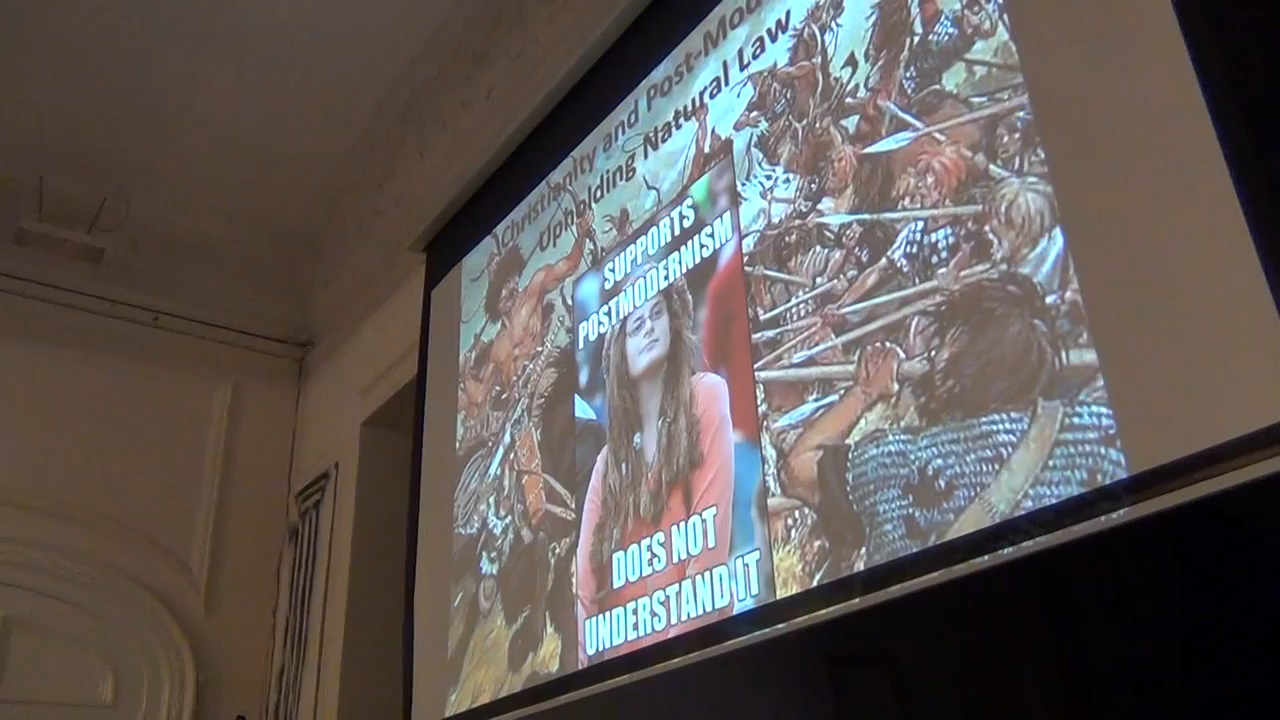 Christianity and Post-Mod
Upholding Natural Law
SUPPORTS
POSTMODERNISM
DOES NOT
UNDERSTAND IT